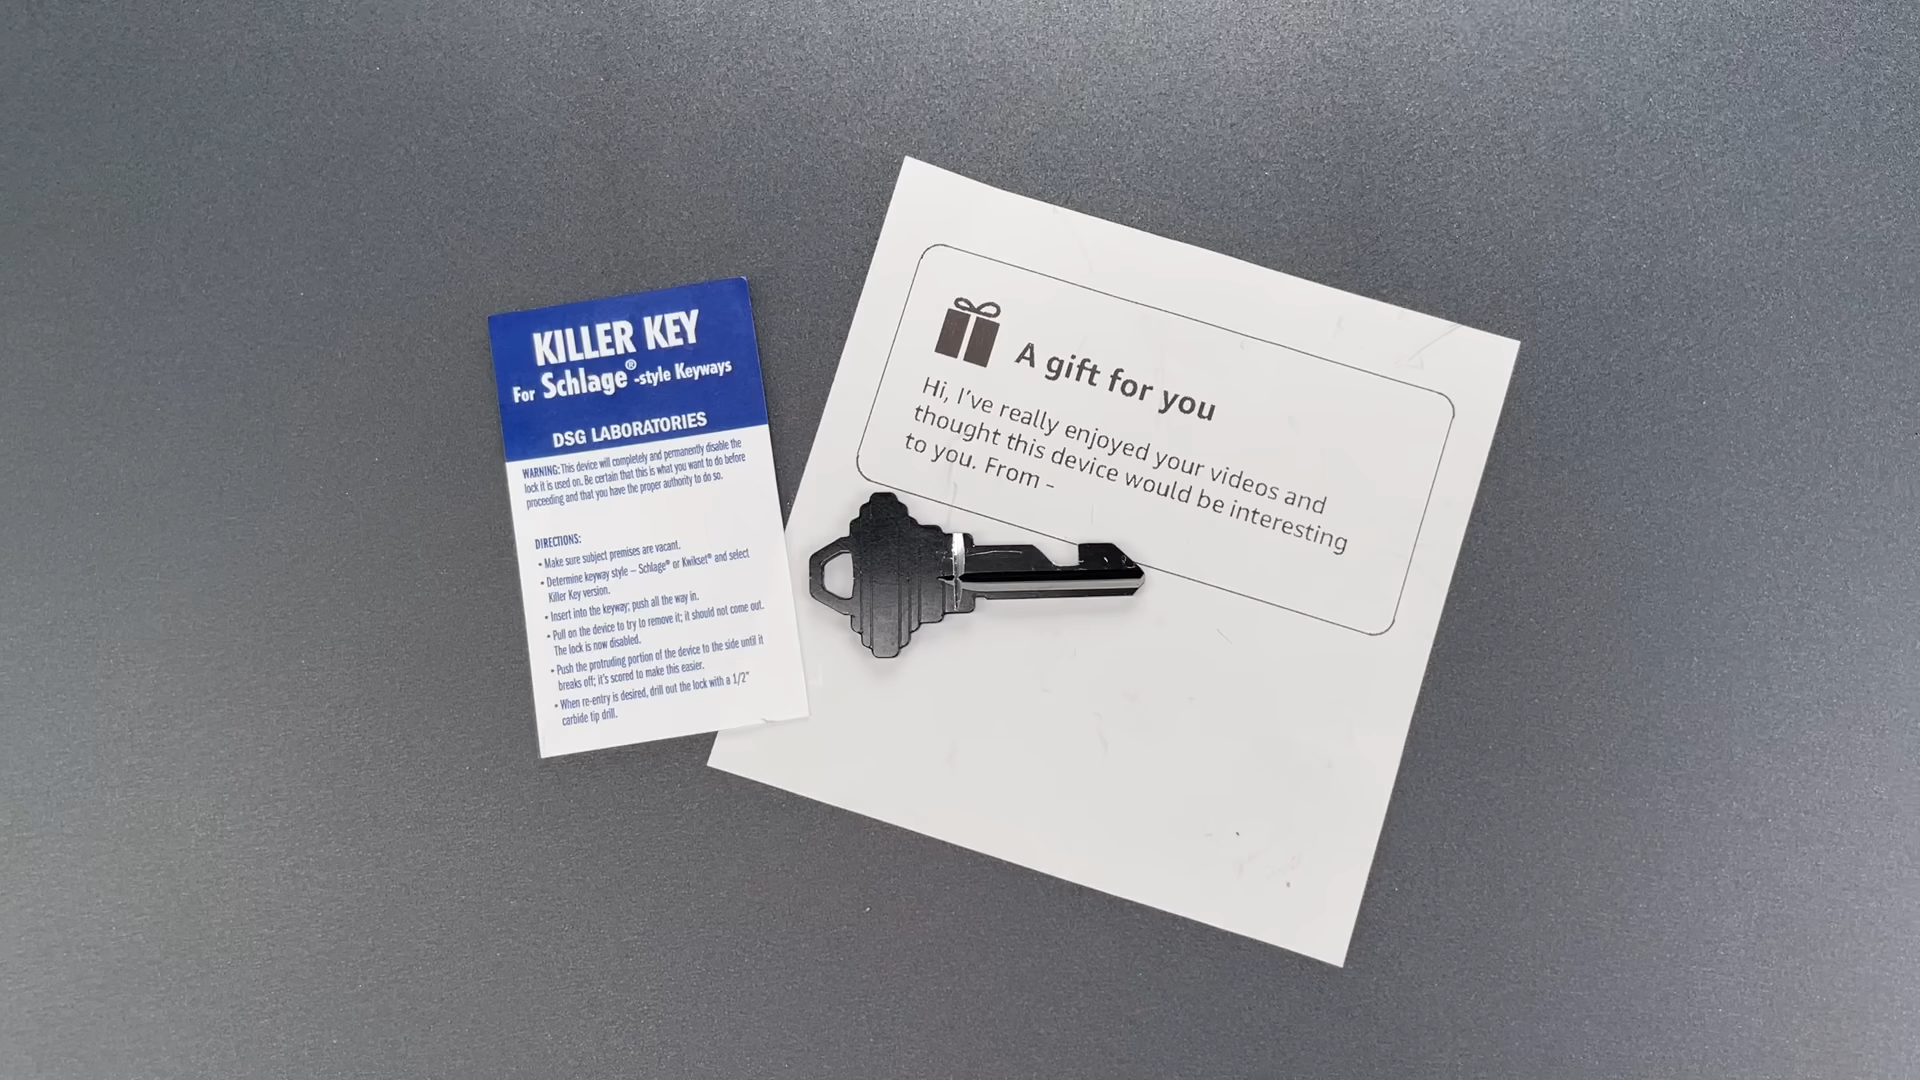 KILLER KEY
For Schlage®-style Keyways
DSG LABORATORIES
WARNING: This device will completely and permanently disable the
lock it is used on. Be certain that this is what you want to do before
proceeding and that you have the proper authority to do so.
DIRECTIONS:
• Make sure subject premises are vacant.
• Determine keyway style – Schlage® or Kwikset® and select
Killer Key version.
• Insert into the keyway; push all the way in.
• Pull on the device to try to remove it; it should not come out.
The lock is now disabled.
• Push the protruding portion of the device to the side until it
breaks off; it's scored to make this easier.
• When re-entry is desired, drill out the lock with a 1/2"
carbide tip drill.
A gift for you
Hi, I've really enjoyed your videos and
thought this device would be interesting
to you. From -